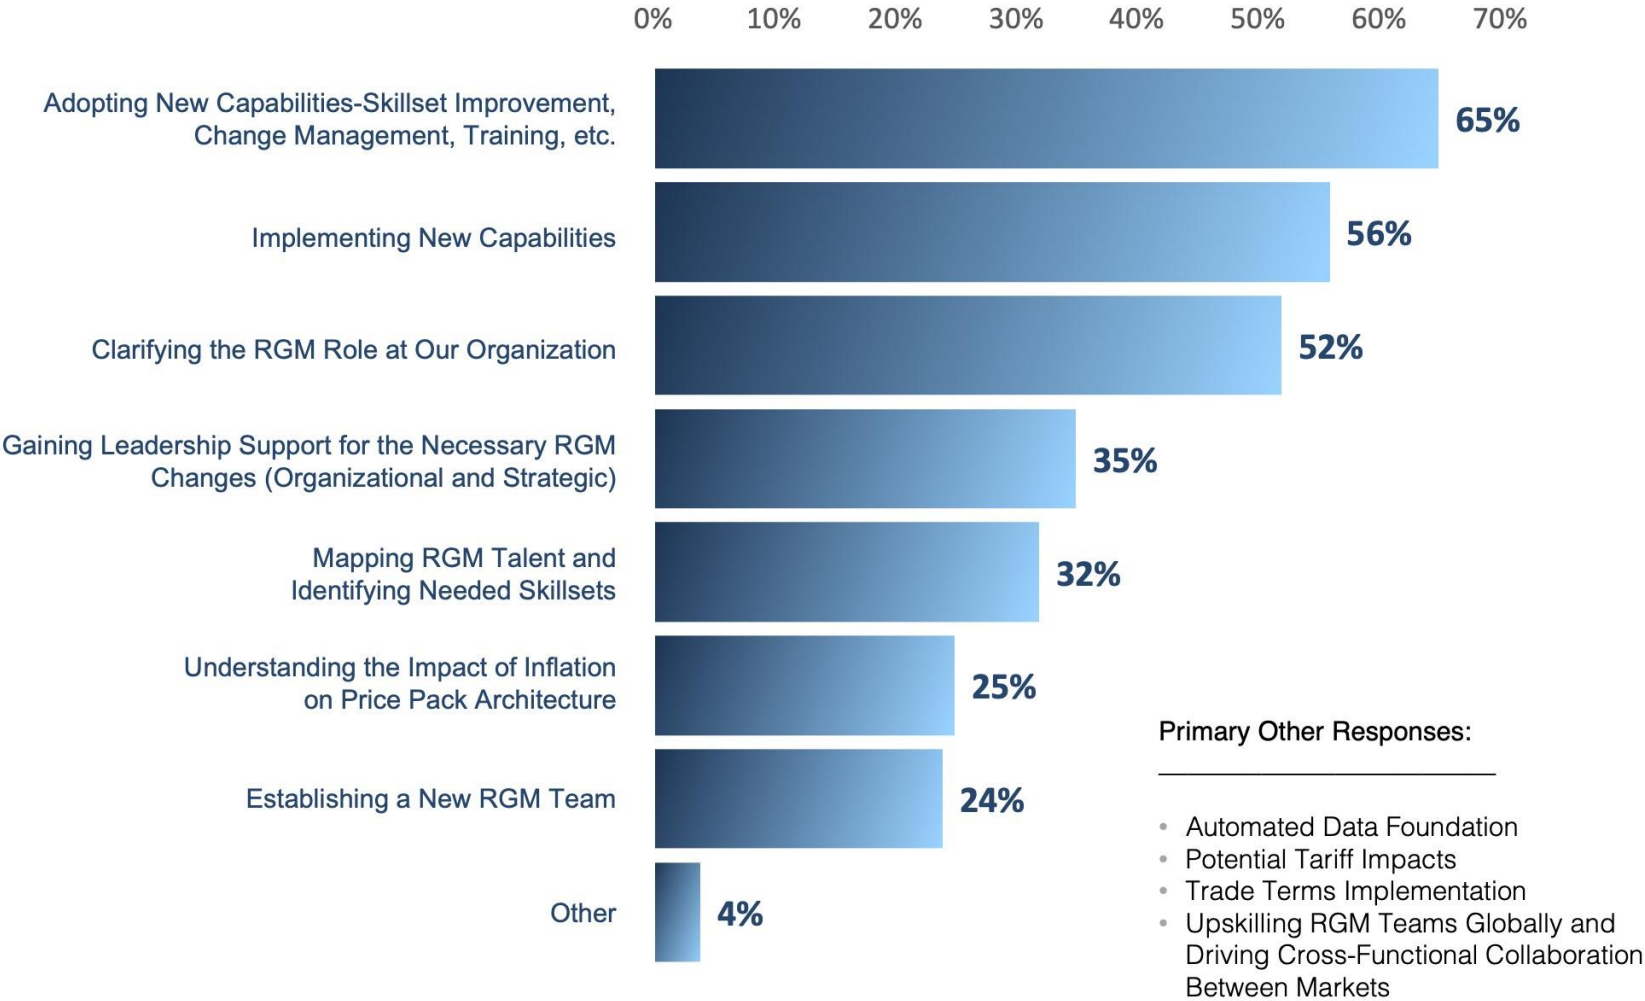 0% 10% 20% 30% 40% 50% 60% 70%
Adopting New Capabilities-Skillset Improvement,
Change Management, Training, etc.
65%
Implementing New Capabilities
56%
Clarifying the RGM Role at Our Organization
52%
Gaining Leadership Support for the Necessary RGM
Changes (Organizational and Strategic)
35%
Mapping RGM Talent and
Identifying Needed Skillsets
32%
Understanding the Impact of Inflation
on Price Pack Architecture
25%
Establishing a New RGM Team
24%
Other
4%
Primary Other Responses:
• Automated Data Foundation
• Potential Tariff Impacts
• Trade Terms Implementation
• Upskilling RGM Teams Globally and
Driving Cross-Functional Collaboration
Between Markets